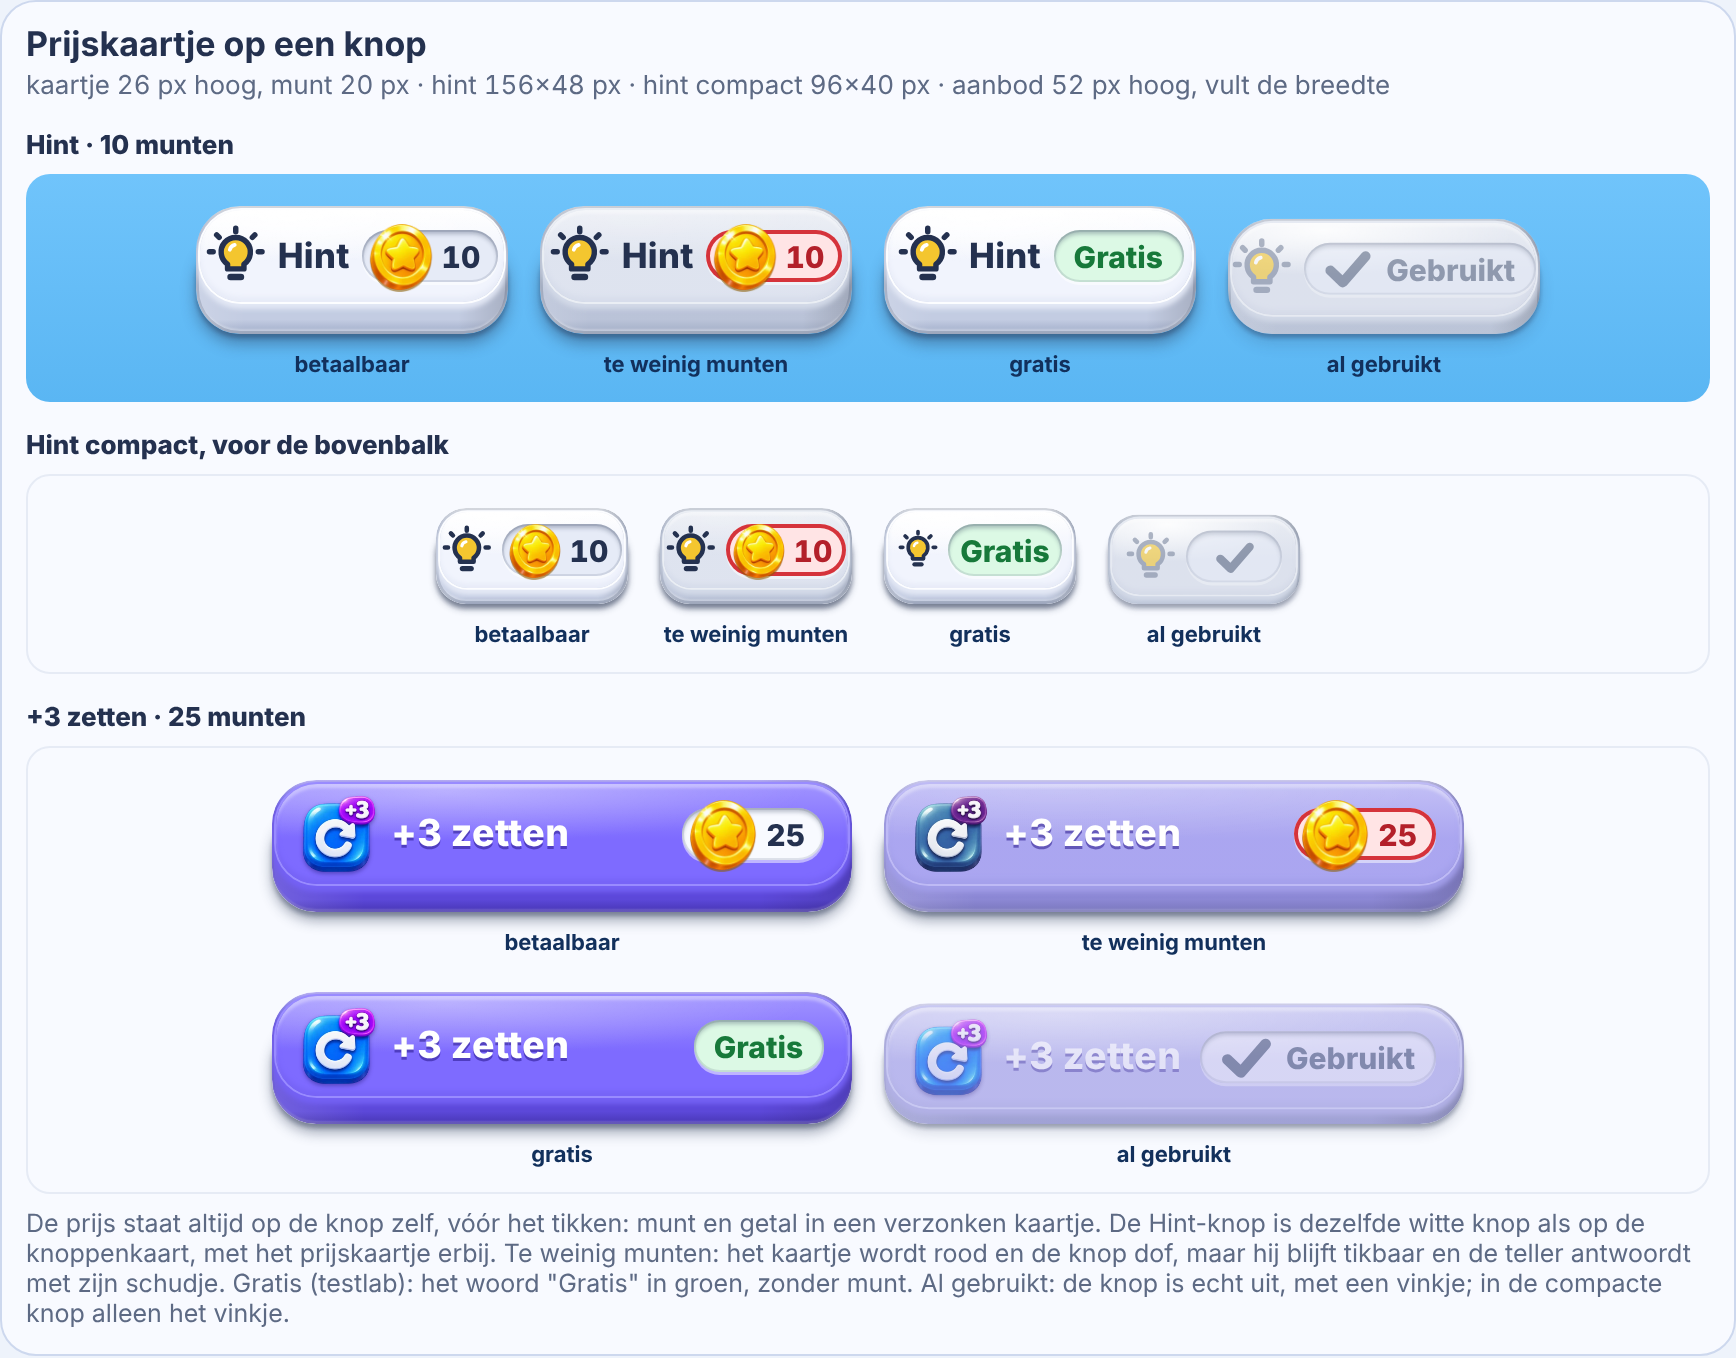 Prijskaartje op een knop
kaartje 26 px hoog, munt 20 px · hint 156×48 px · hint compact 96×40 px · aanbod 52 px hoog, vult de breedte
Hint · 10 munten
Hint 10
Hint 10
Hint Gratis
Gebruikt
betaalbaar
te weinig munten
gratis
al gebruikt
Hint compact, voor de bovenbalk
10
10
Gratis
betaalbaar
te weinig munten
gratis
al gebruikt
+3 zetten · 25 munten
+3 +3 zetten 25
+3 +3 zetten 25
betaalbaar
te weinig munten
+3 +3 zetten Gratis
+3 +3 zetten Gebruikt
gratis
al gebruikt
De prijs staat altijd op de knop zelf, vóór het tikken: munt en getal in een verzonken kaartje. De Hint-knop is dezelfde witte knop als op de
knoppenkaart, met het prijskaartje erbij. Te weinig munten: het kaartje wordt rood en de knop dof, maar hij blijft tikbaar en de teller antwoordt
met zijn schudje. Gratis (testlab): het woord "Gratis" in groen, zonder munt. Al gebruikt: de knop is echt uit, met een vinkje; in de compacte
knop alleen het vinkje.